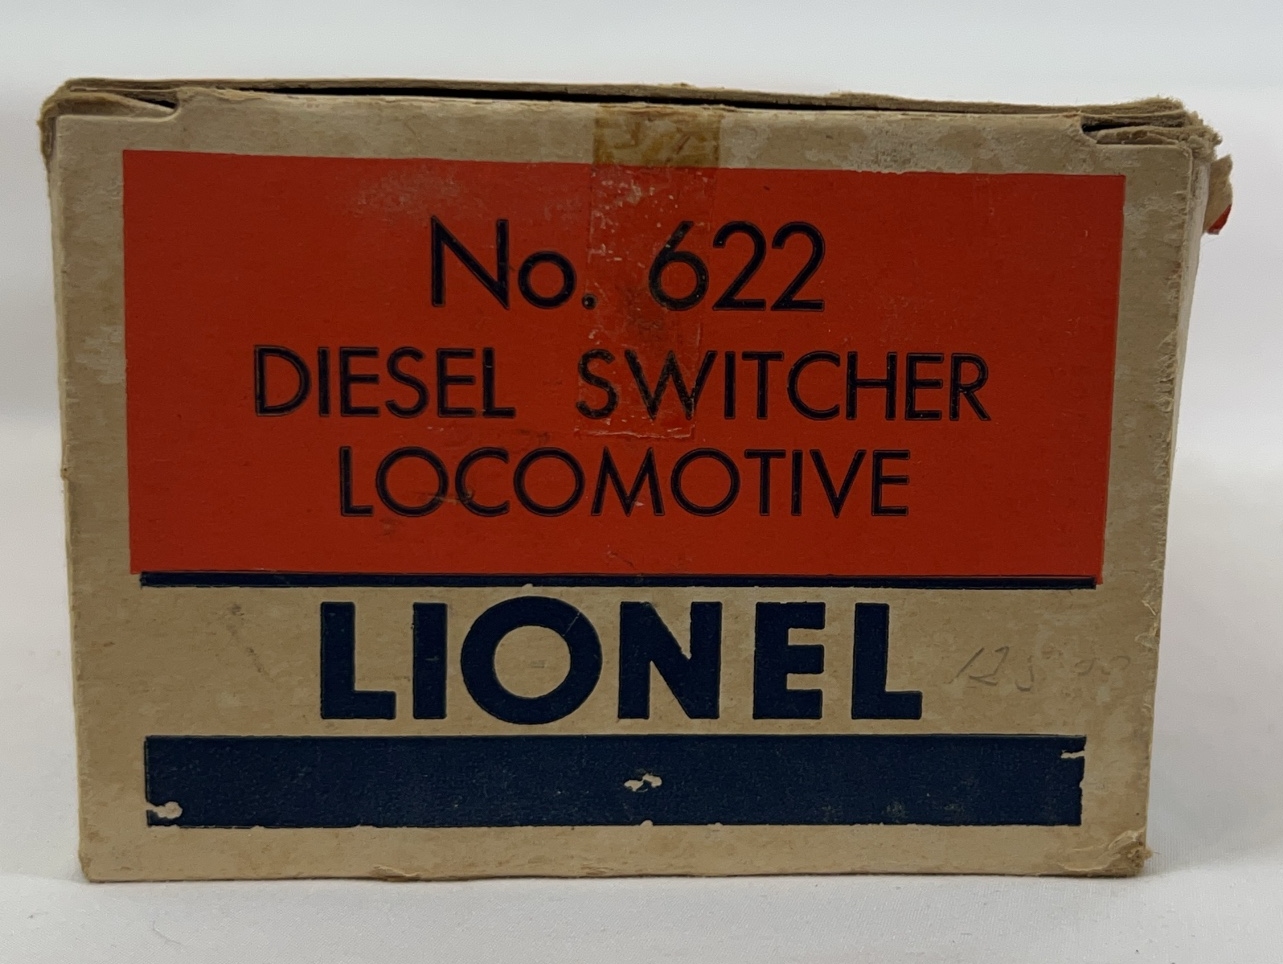 No. 622
DIESEL SWITCHER
LOCOMOTIVE
LIONEL